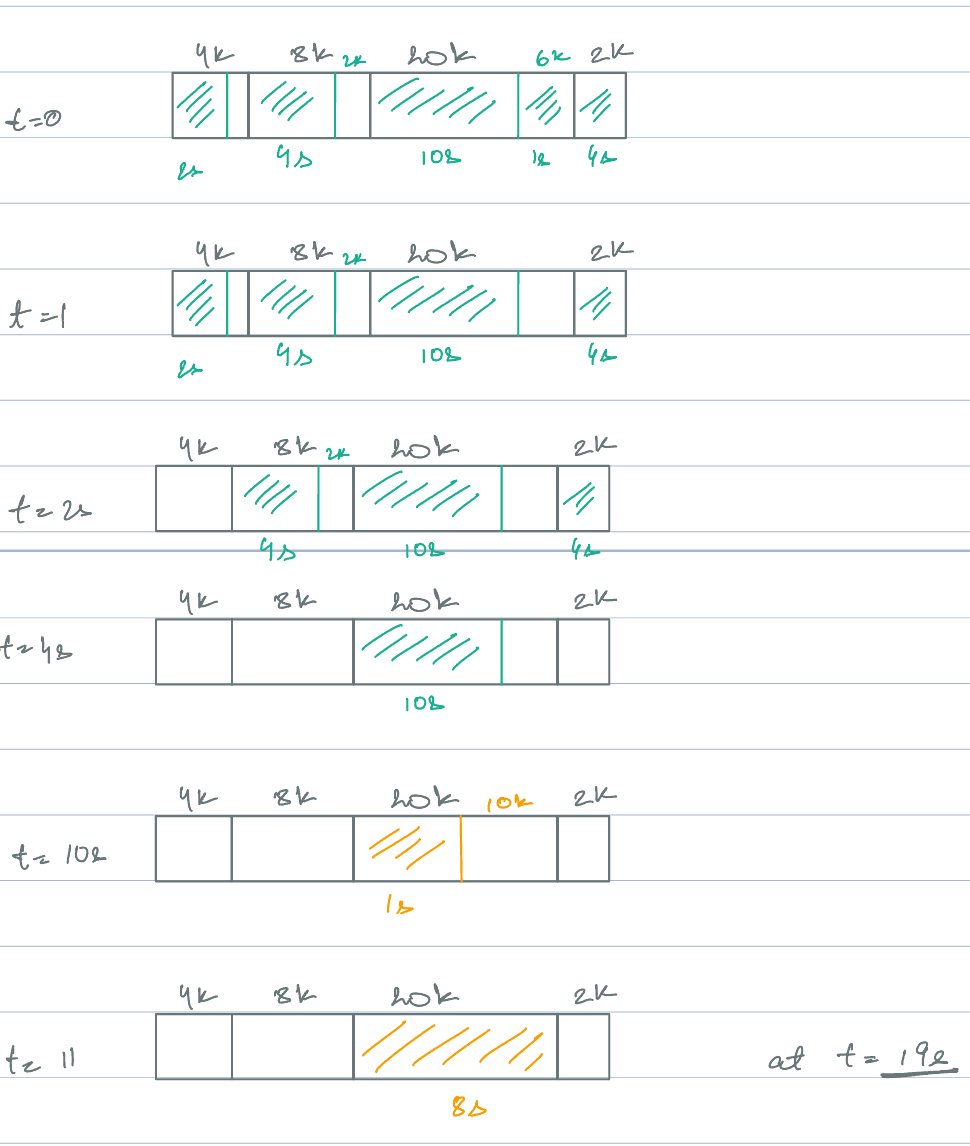 4k 8k 2k 20k 6k 2k
t=0
2s 4s 10s 1s 4s
4k 8k 2k 20k 2k
t=1
2s 4s 10s 4s
4k 8k 2k 20k 2k
t=2s
4s 10s 4s
4k 8k 20k 2k
t=4s
10s
4k 8k 20k 10k 2k
t= 10s
1s
4k 8k 20k 2k
t= 11 at t= 19s
8s